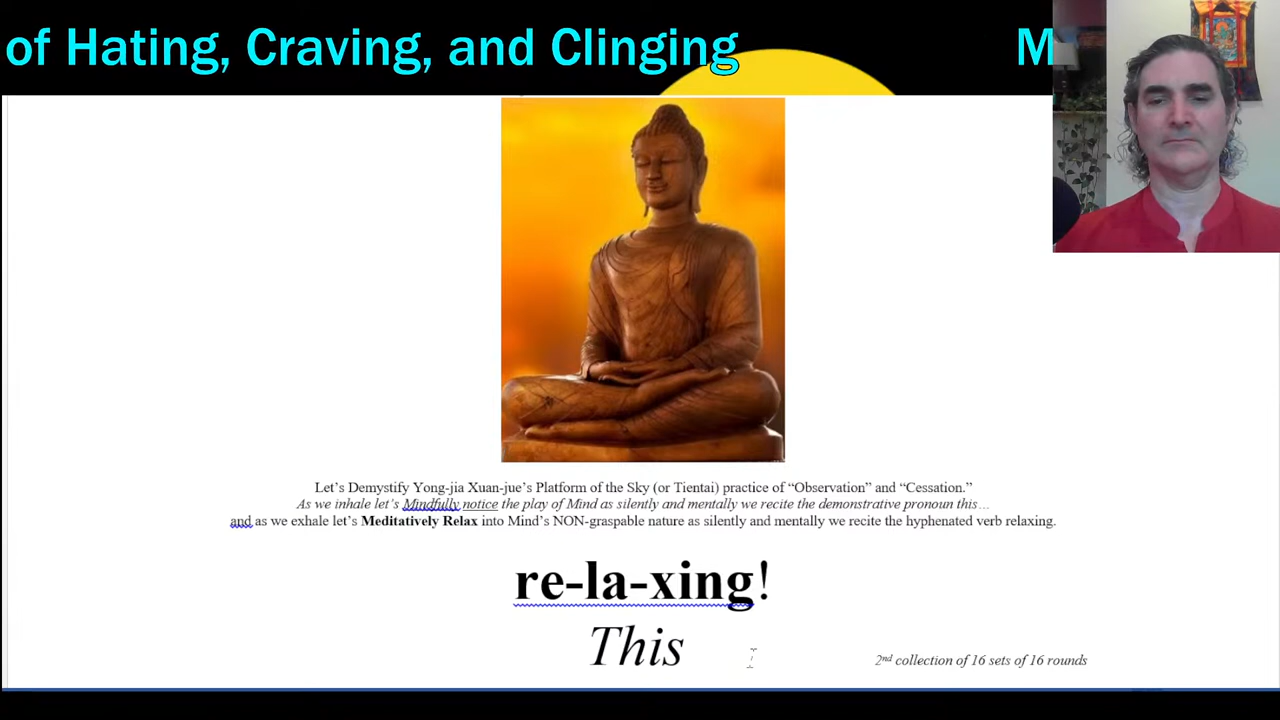 of Hating, Craving, and Clinging M
Let's Demystify Yong-jia Xuan-jue's Platform of the Sky (or Tientai) practice of “Observation” and “Cessation.”
As we inhale let's Mindfully notice the play of Mind as silently and mentally we recite the demonstrative pronoun this…
and as we exhale let's Meditatively Relax into Mind's NON-graspable nature as silently and mentally we recite the hyphenated verb relaxing.
re-la-xing!
This
2nd collection of 16 sets of 16 rounds